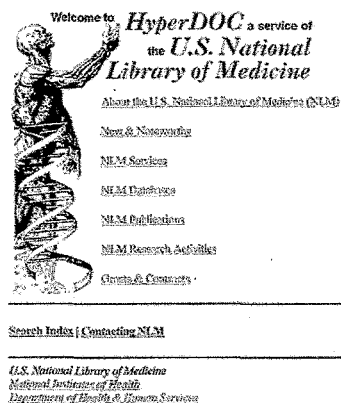 Welcome to HyperDOC a service of
the U.S. National
Library of Medicine
About the U.S. National Library of Medicine (NLM)
New & Noteworthy
NLM Services
NLM Databases
NLM Publications
NLM Research Activities
Grants & Contracts
Search Index | Contacting NLM
U.S. National Library of Medicine
National Institutes of Health
Department of Health & Human Services